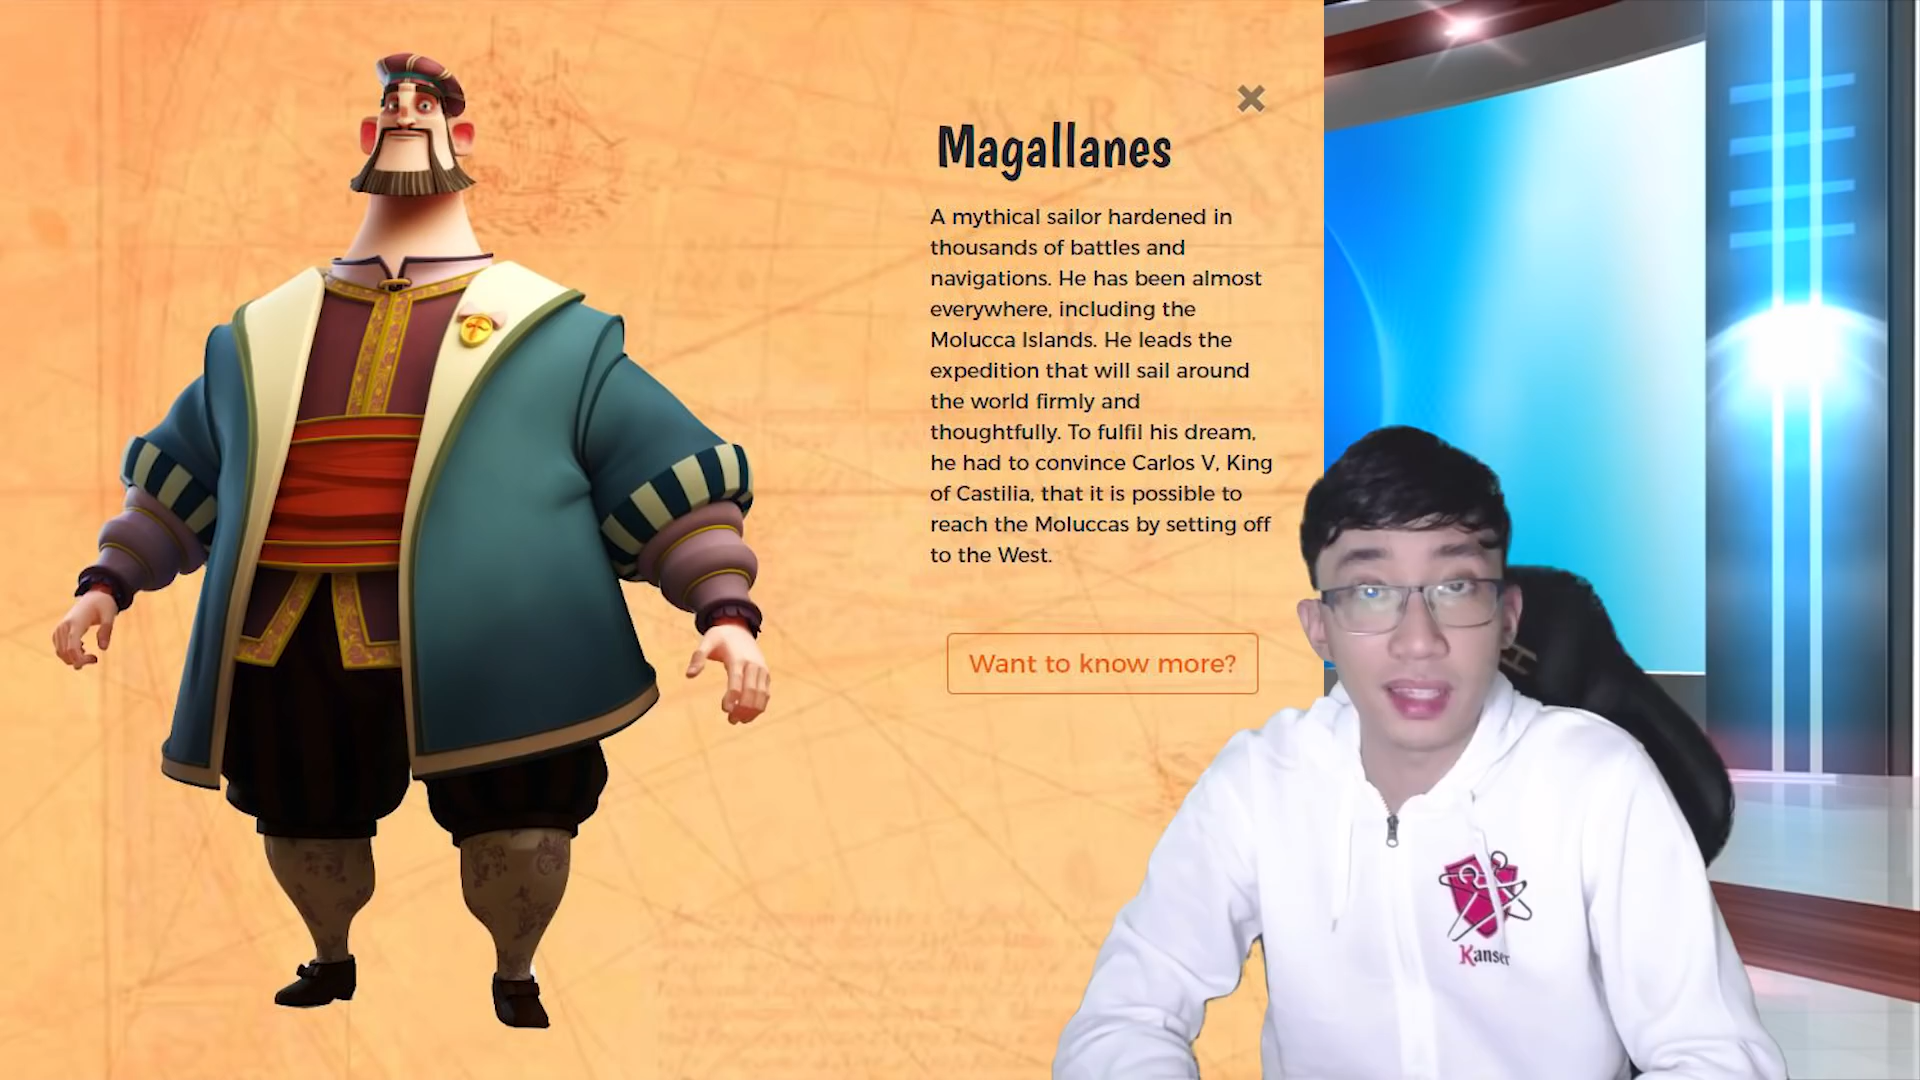 Magallanes
A mythical sailor hardened in
thousands of battles and
navigations. He has been almost
everywhere, including the
Molucca Islands. He leads the
expedition that will sail around
the world firmly and
thoughtfully. To fulfil his dream,
he had to convince Carlos V, King
of Castilia, that it is possible to
reach the Moluccas by setting off
to the West.
Want to know more?
Kanser